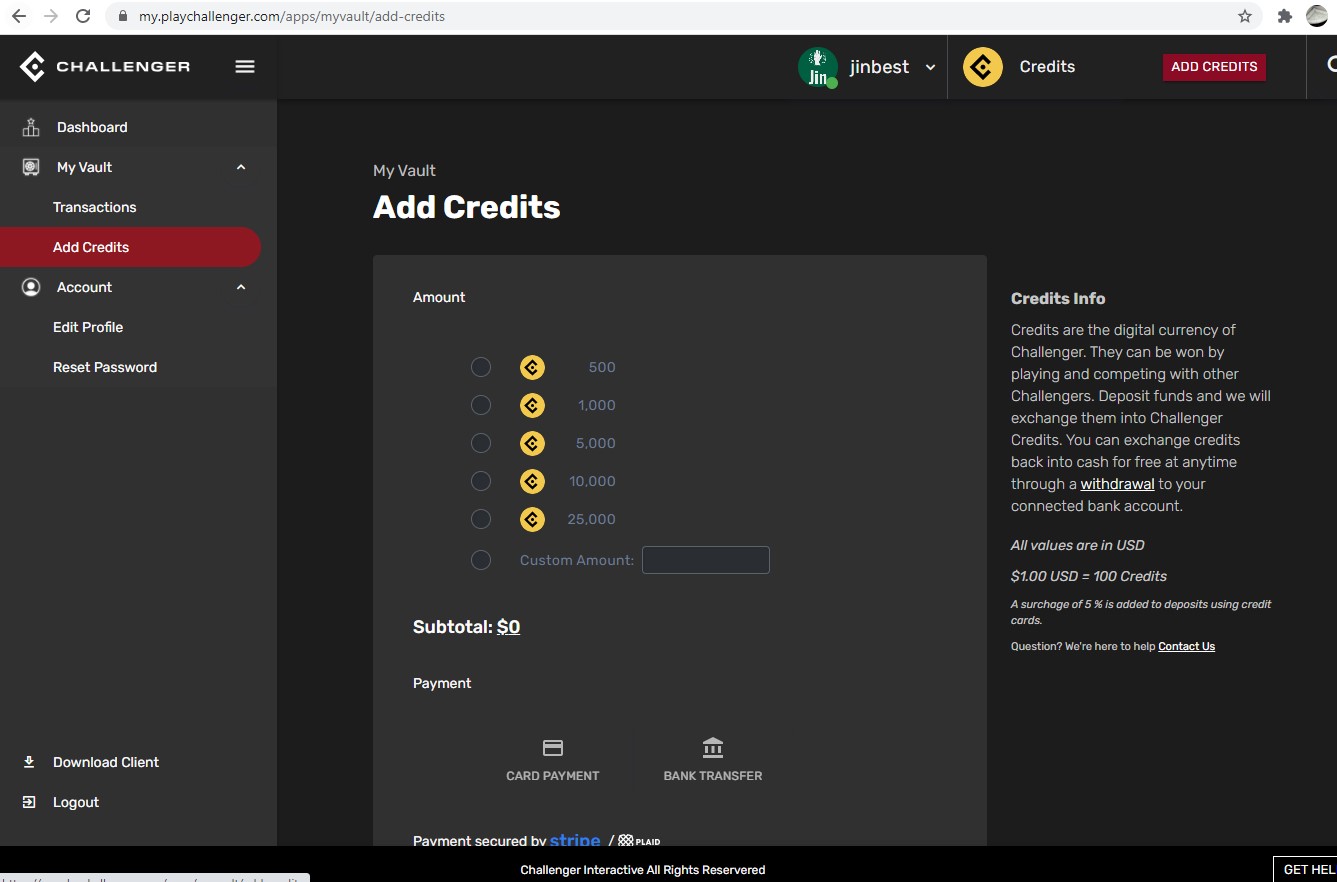 my.playchallenger.com/apps/myvault/add-credits
CHALLENGER
Jin
jinbest
Credits
ADD CREDITS
Dashboard
My Vault
Transactions
Add Credits
Account
Edit Profile
Reset Password
Download Client
Logout
My Vault
Add Credits
Amount
500
1,000
5,000
10,000
25,000
Custom Amount:
Subtotal: $0
Payment
CARD PAYMENT
BANK TRANSFER
Payment secured by stripe / PLAID
Credits Info
Credits are the digital currency of
Challenger. They can be won by
playing and competing with other
Challengers. Deposit funds and we will
exchange them into Challenger
Credits. You can exchange credits
back into cash for free at anytime
through a withdrawal to your
connected bank account.
All values are in USD
$1.00 USD = 100 Credits
A surchage of 5 % is added to deposits using credit
cards.
Question? We're here to help Contact Us
Challenger Interactive All Rights Reservered
GET HEL